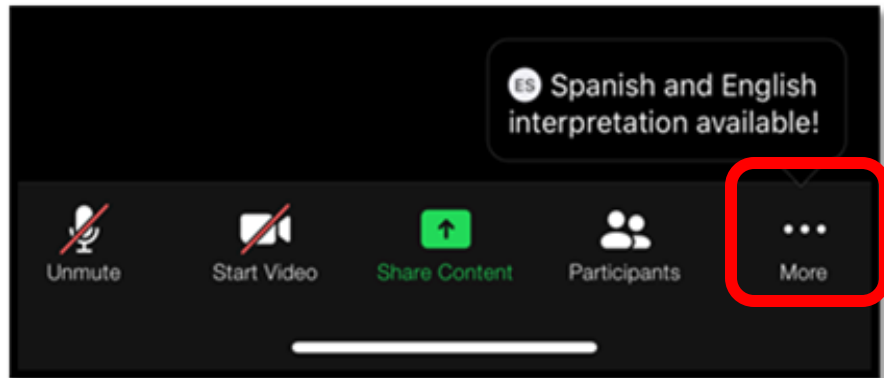 ES Spanish and English
interpretation available!
Unmute
Start Video
Share Content
Participants
More